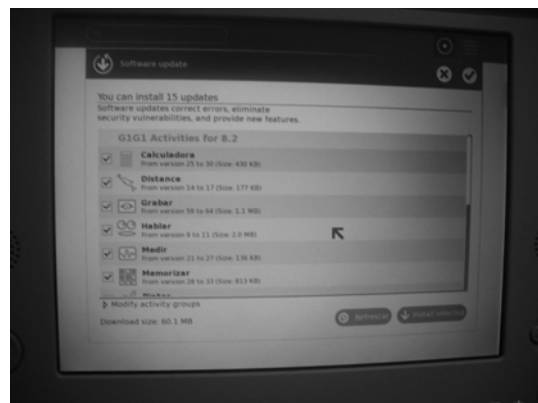 Software update
You can install 15 updates
Software updates correct errors, eliminate
security vulnerabilities, and provide new features.
G1G1 Activities for 8.2
Calculadora
From version 25 to 30 (Size: 430 KB)
Distance
From version 14 to 17 (Size: 177 KB)
Grabar
From version 59 to 64 (Size: 1.1 MB)
Hablar
From version 9 to 11 (Size: 2.0 MB)
Medir
From version 21 to 27 (Size: 138 KB)
Memorizar
From version 28 to 33 (Size: 813 KB)
Modify activity groups
Download size: 60.1 MB
Refrescar
Install selected